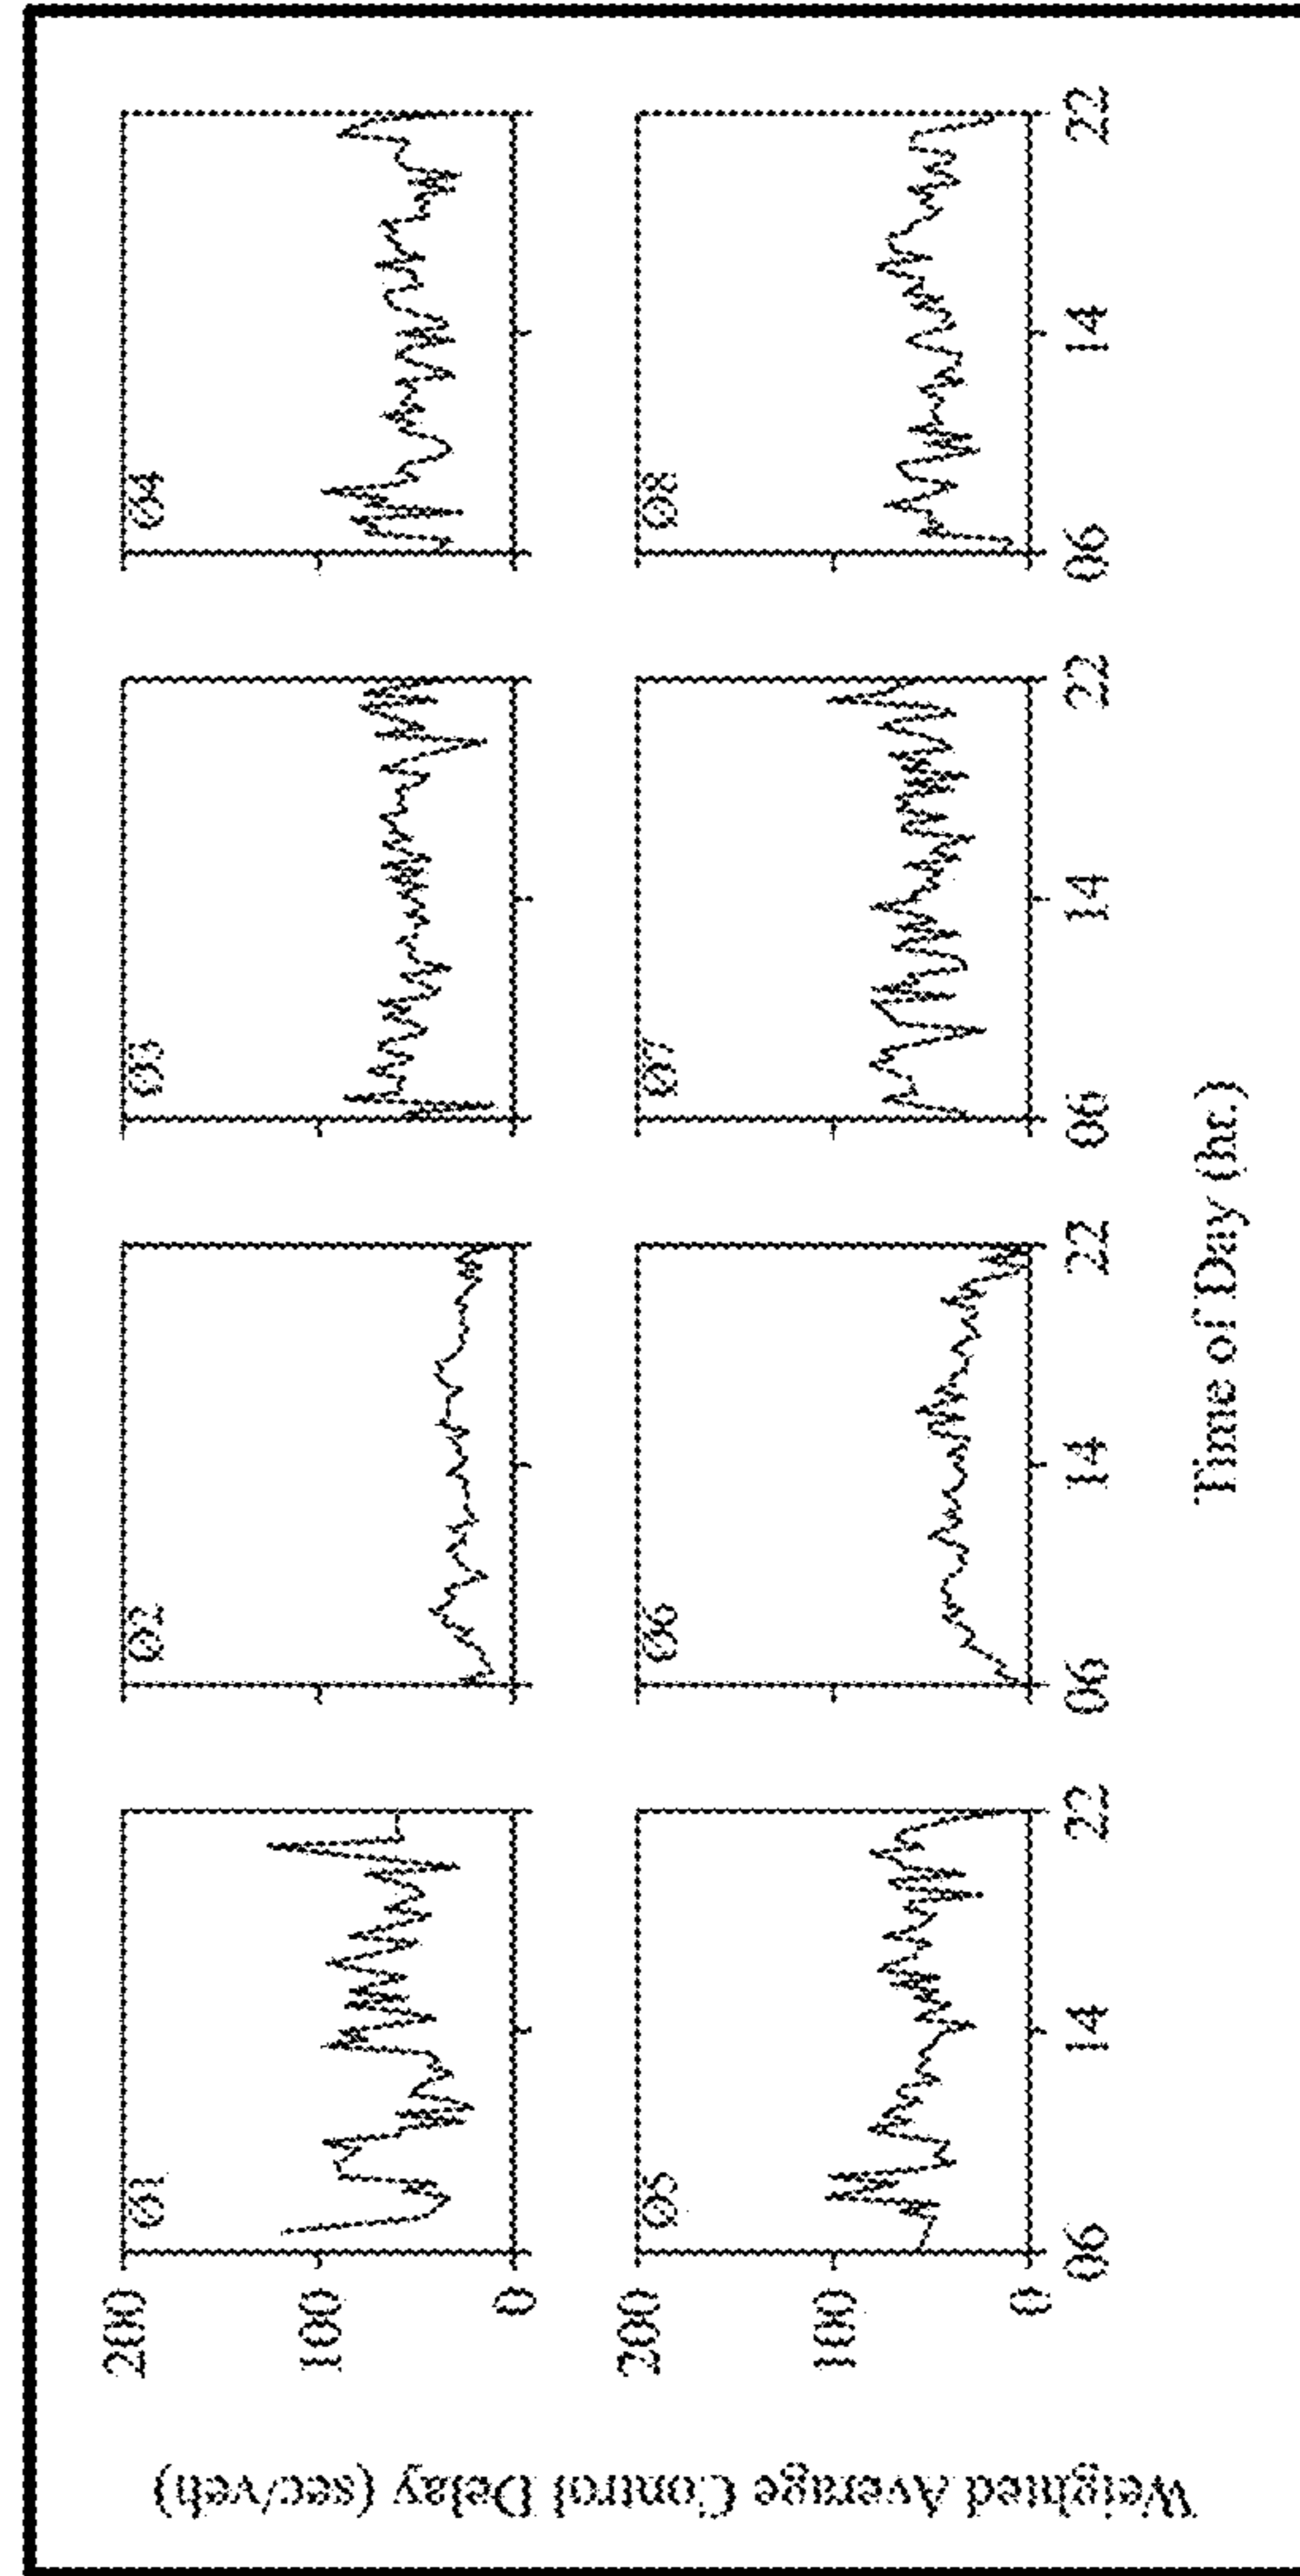 Weighted Average Control Delay (sec/veh)
200
100
0
Ø1
Ø2
Ø3
Ø4
200
100
0
Ø5
Ø6
Ø7
Ø8
06 14 22 06 14 22 06 14 22 06 14 22
Time of Day (hr.)